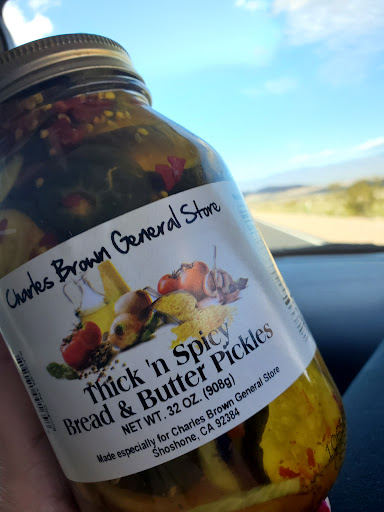 Charles Brown General Store
Thick 'n Spicy
Bread & Butter Pickles
NET WT. 32 OZ. (908g)
Made especially for Charles Brown General Store
Shoshone, CA 92384